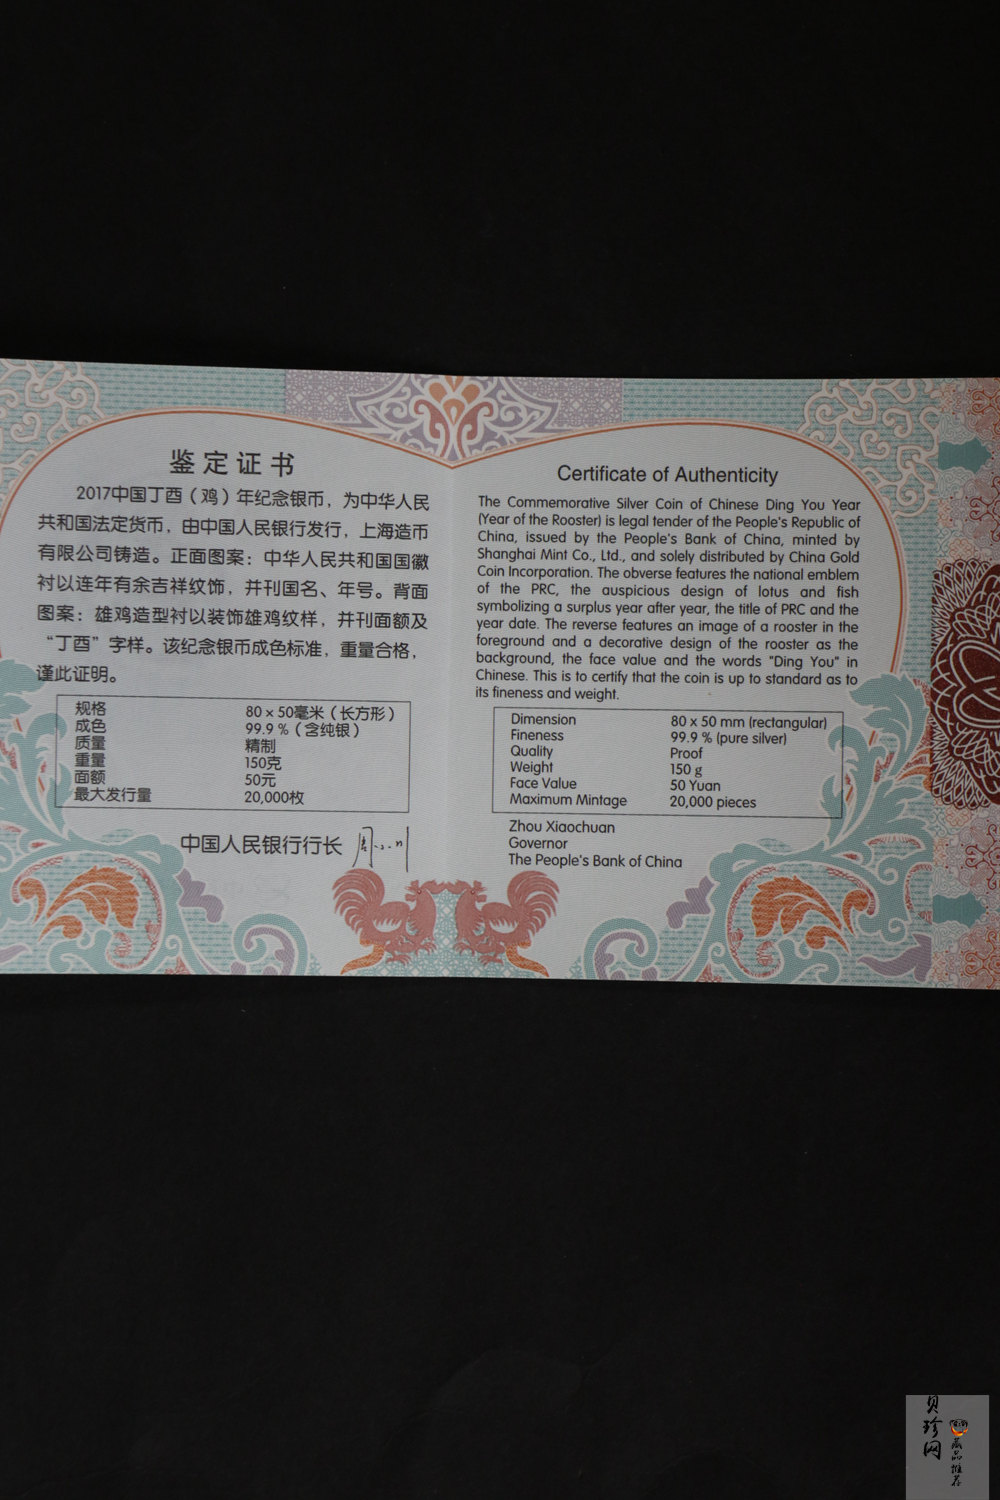 鉴定证书
2017中国丁酉（鸡）年纪念银币，为中华人民
共和国法定货币，由中国人民银行发行，上海造币
有限公司铸造。正面图案：中华人民共和国国徽
衬以连年有余吉祥纹饰，并刊国名、年号。背面
图案：雄鸡造型衬以装饰雄鸡纹样，并刊面额及
“丁酉”字样。该纪念银币成色标准，重量合格，
谨此证明。
规格 80×50毫米（长方形）
成色 99.9％（含纯银）
质量 精制
重量 150克
面额 50元
最大发行量 20,000枚
中国人民银行行长
Certificate of Authenticity
The Commemorative Silver Coin of Chinese Ding You Year
(Year of the Rooster) is legal tender of the People's Republic of
China, issued by the People's Bank of China, minted by
Shanghai Mint Co., Ltd., and solely distributed by China Gold
Coin Incorporation. The obverse features the national emblem
of the PRC, the auspicious design of lotus and fish
symbolizing a surplus year after year, the title of PRC and the
year date. The reverse features an image of a rooster in the
foreground and a decorative design of the rooster as the
background, the face value and the words "Ding You" in
Chinese. This is to certify that the coin is up to standard as to
its fineness and weight.
Dimension 80 x 50 mm (rectangular)
Fineness 99.9 % (pure silver)
Quality Proof
Weight 150 g
Face Value 50 Yuan
Maximum Mintage 20,000 pieces
Zhou Xiaochuan
Governor
The People's Bank of China
贝珍网
藏品推荐